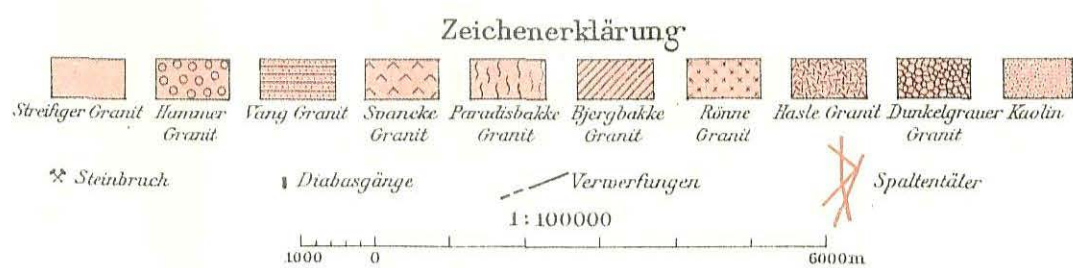 Zeichenerklärung
Streifiger Granit Hammer Granit Vang Granit Svaneke Granit Paradisbakke Granit Bjergbakke Granit Rönne Granit Hasle Granit Dunkelgrauer Granit Kaolin
Steinbruch Diabasgänge Verwerfungen Spaltentäler
1:100000
1000 0 6000m